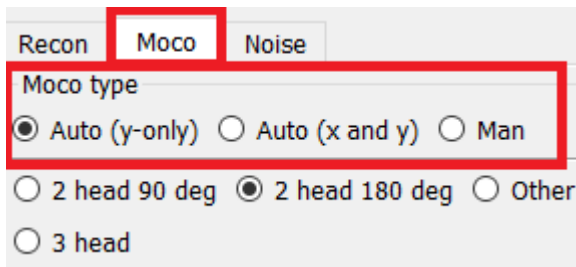 Recon Moco Noise
Moco type
Auto (y-only) Auto (x and y) Man
2 head 90 deg 2 head 180 deg Other
3 head